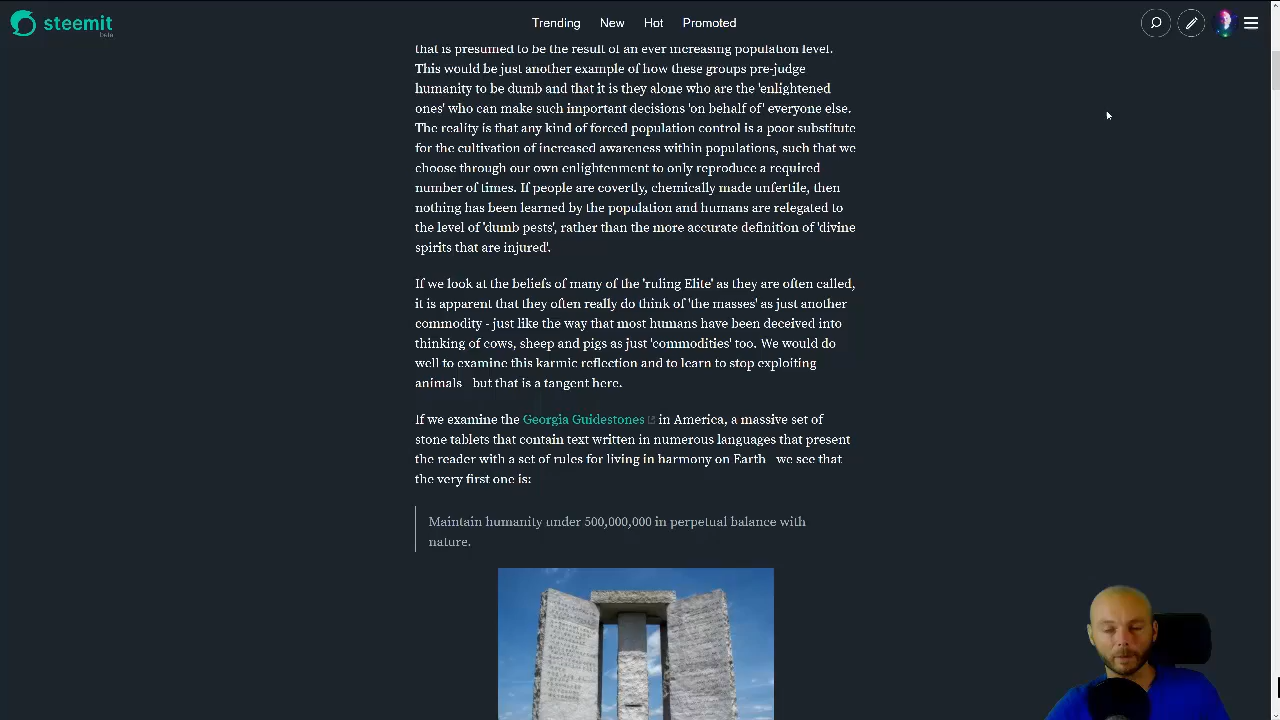 steemit
beta
Trending New Hot Promoted
that is presumed to be the result of an ever increasing population level.
This would be just another example of how these groups pre-judge
humanity to be dumb and that it is they alone who are the 'enlightened
ones' who can make such important decisions 'on behalf of' everyone else.
The reality is that any kind of forced population control is a poor substitute
for the cultivation of increased awareness within populations, such that we
choose through our own enlightenment to only reproduce a required
number of times. If people are covertly, chemically made unfertile, then
nothing has been learned by the population and humans are relegated to
the level of 'dumb pests', rather than the more accurate definition of 'divine
spirits that are injured'.
If we look at the beliefs of many of the 'ruling Elite' as they are often called,
it is apparent that they often really do think of 'the masses' as just another
commodity - just like the way that most humans have been deceived into
thinking of cows, sheep and pigs as just 'commodities' too. We would do
well to examine this karmic reflection and to learn to stop exploiting
animals but that is a tangent here.
If we examine the Georgia Guidestones in America, a massive set of
stone tablets that contain text written in numerous languages that present
the reader with a set of rules for living in harmony on Earth we see that
the very first one is:
Maintain humanity under 500,000,000 in perpetual balance with
nature.